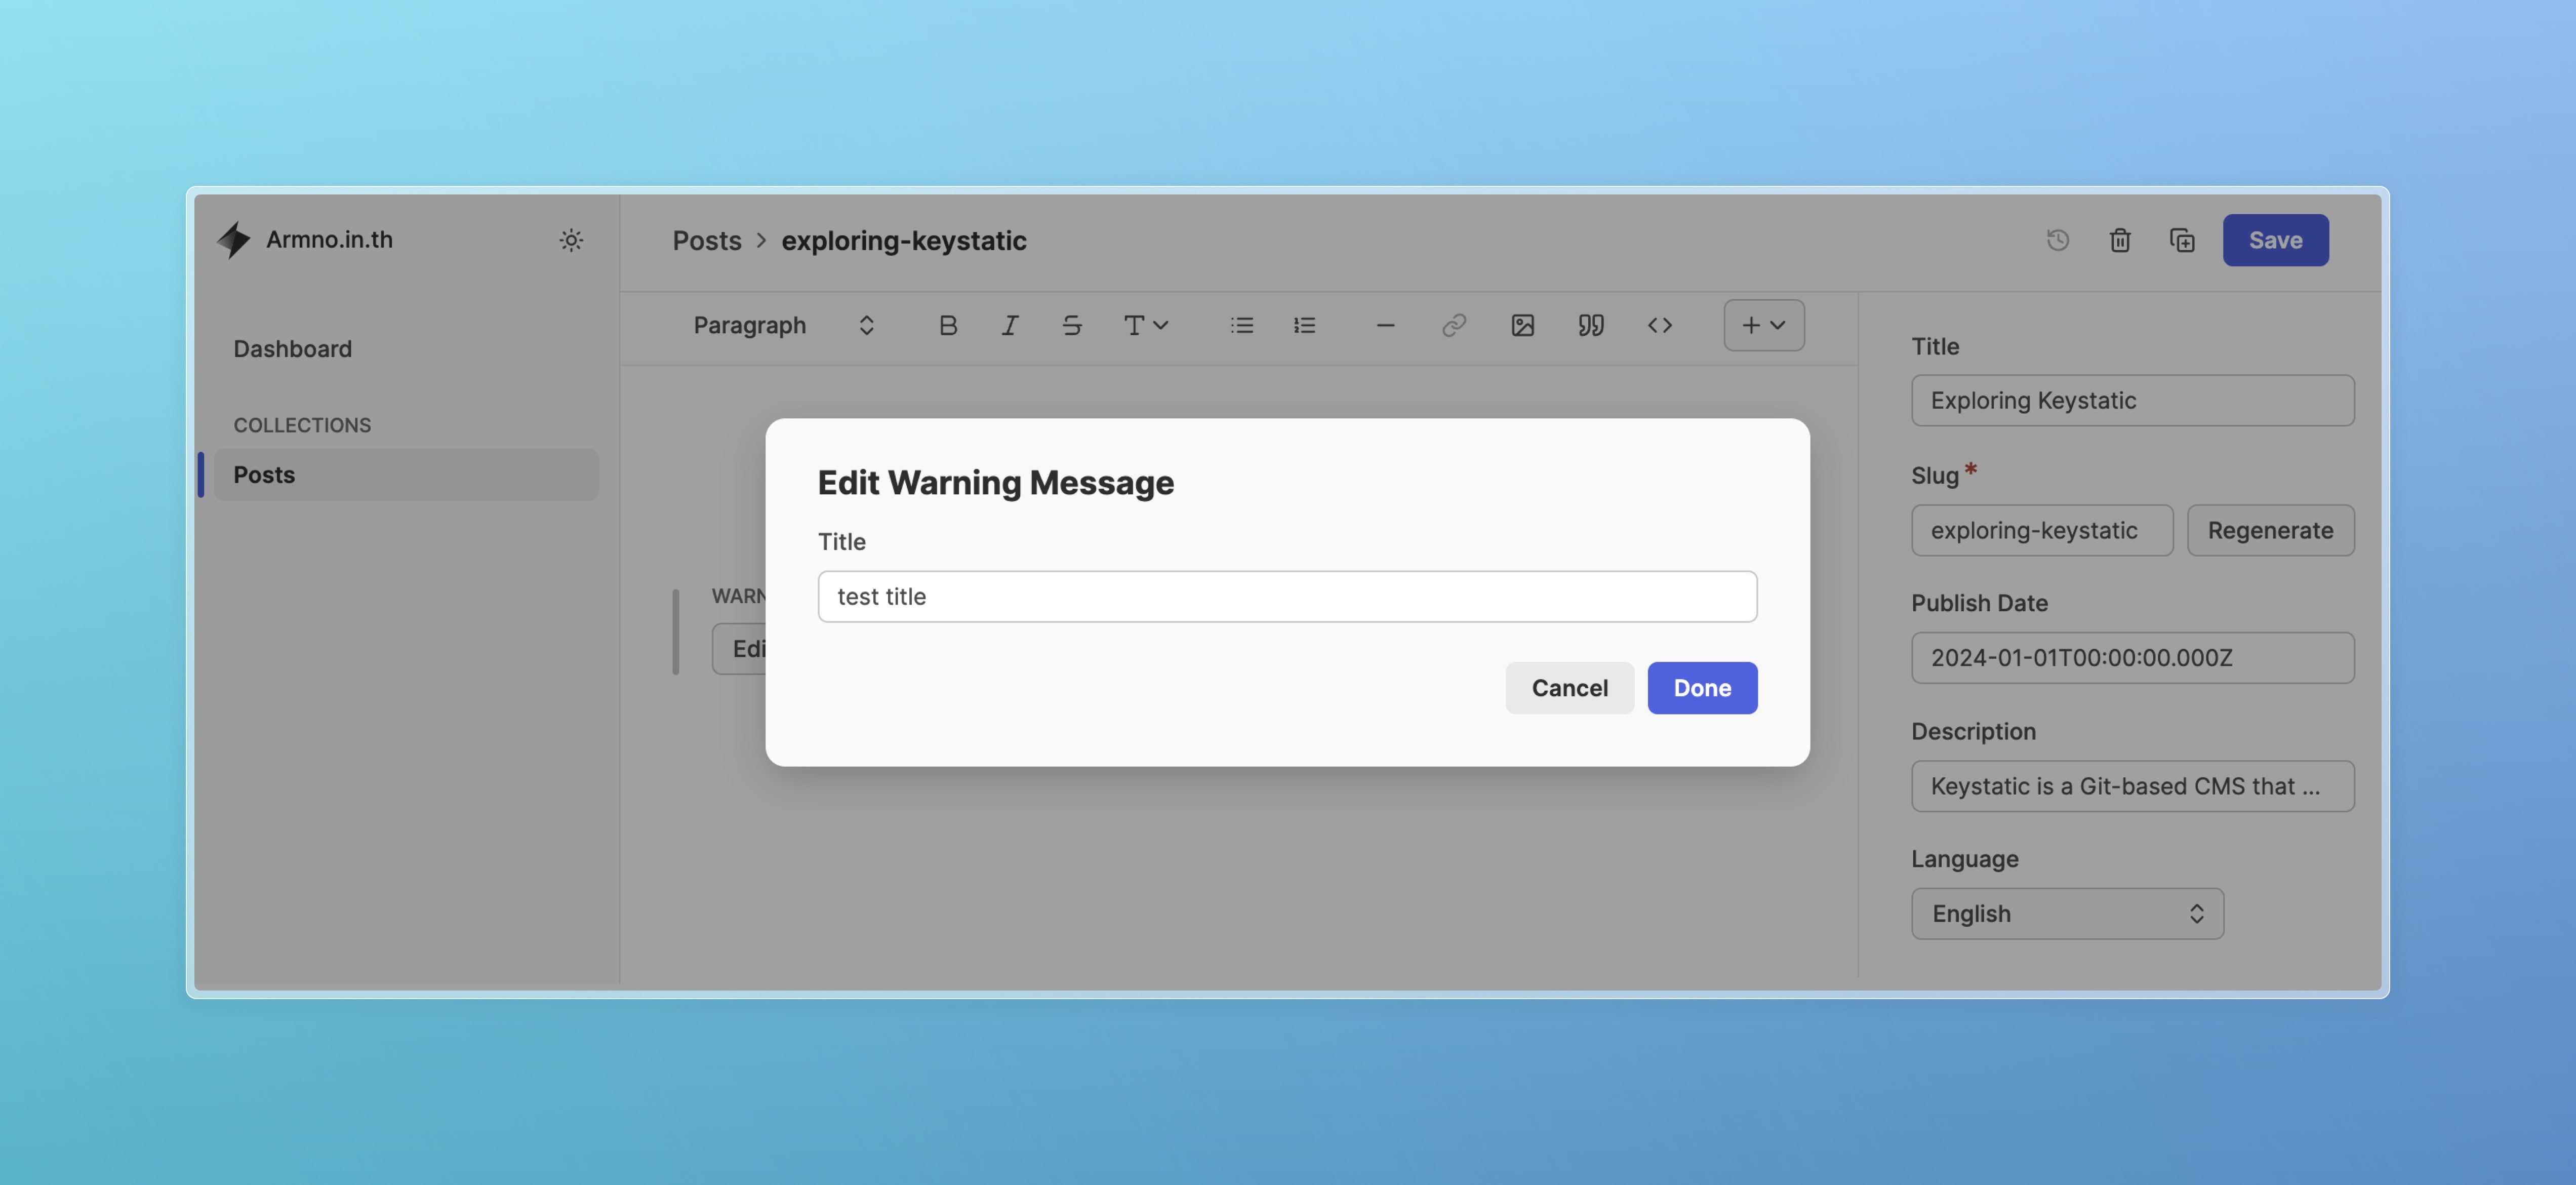 Armno.in.th
Posts > exploring-keystatic
Save
Dashboard
COLLECTIONS
Posts
Paragraph
Edit Warning Message
Title
test title
Cancel
Done
Title
Exploring Keystatic
Slug*
exploring-keystatic
Regenerate
Publish Date
2024-01-01T00:00:00.000Z
Description
Keystatic is a Git-based CMS that ...
Language
English